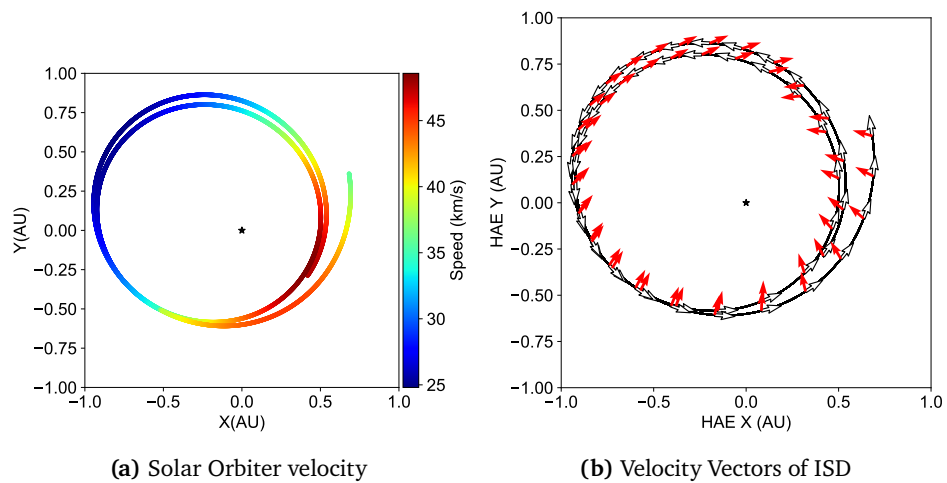 1.00
0.75
0.50
0.25
0.00
−0.25
−0.50
−0.75
−1.00
Y(AU)
−1.0 −0.5 0.0 0.5 1.0
X(AU)
45
40
35
30
25
Speed (km/s)
(a) Solar Orbiter velocity
1.00
0.75
0.50
0.25
0.00
−0.25
−0.50
−0.75
−1.00
HAE Y (AU)
−1.0 −0.5 0.0 0.5 1.0
HAE X (AU)
(b) Velocity Vectors of ISD